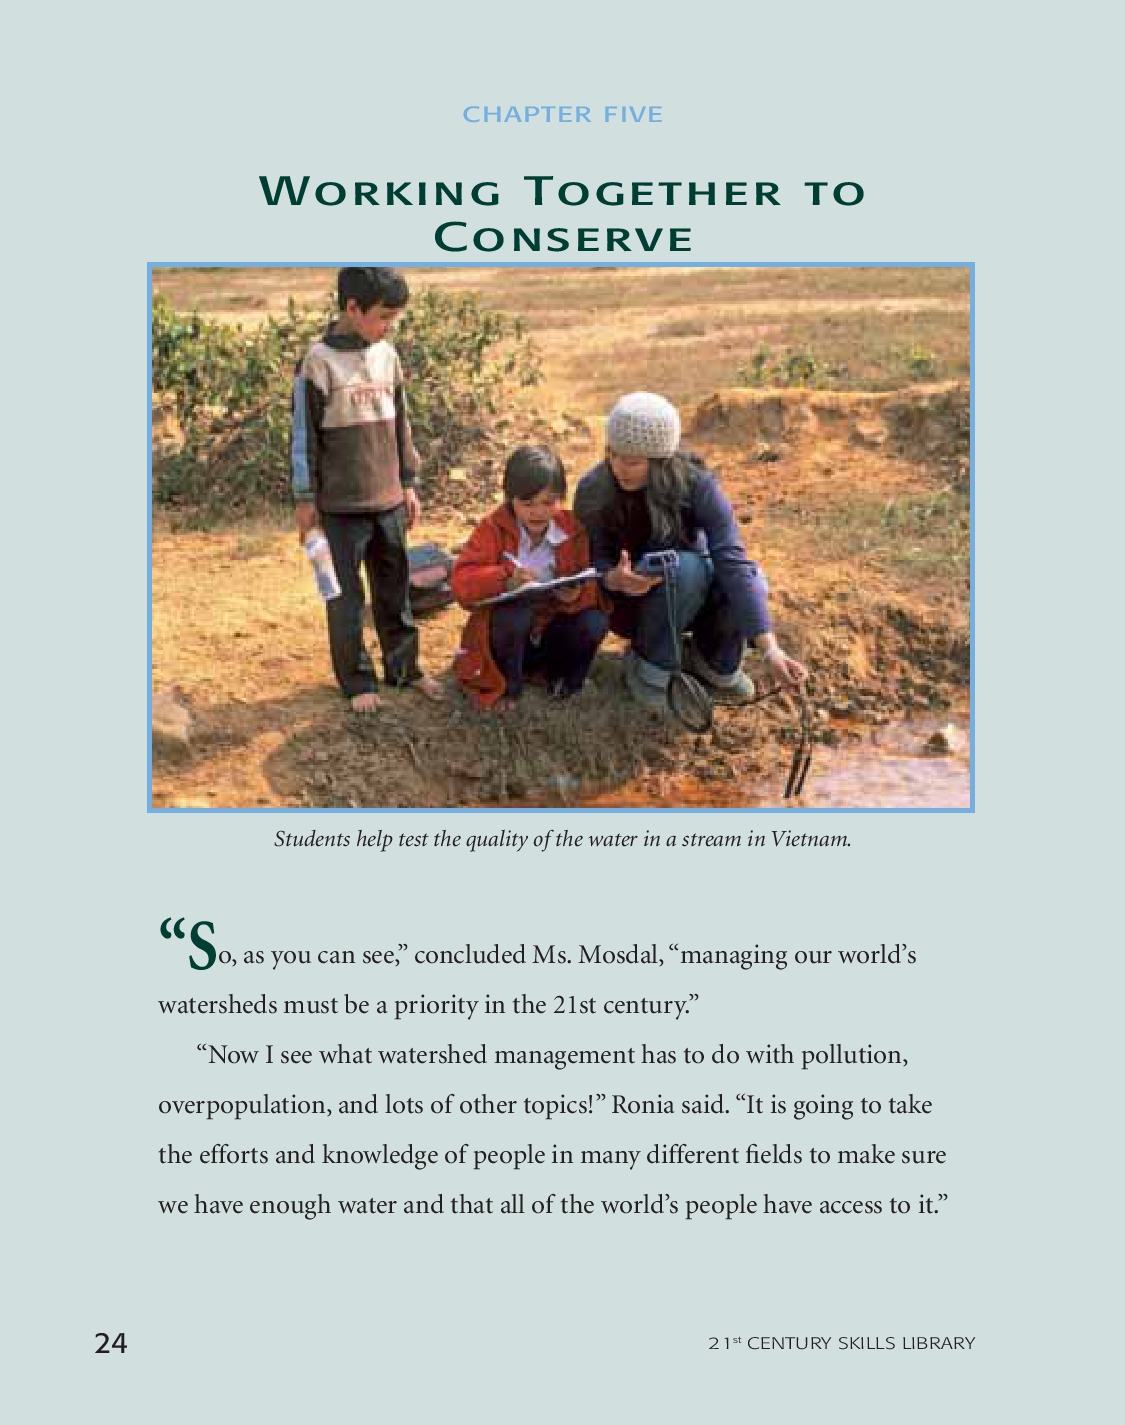 CHAPTER FIVE
WORKING TOGETHER TO
CONSERVE
Students help test the quality of the water in a stream in Vietnam.
“So, as you can see,” concluded Ms. Mosdal, “managing our world’s
watersheds must be a priority in the 21st century.”
“Now I see what watershed management has to do with pollution,
overpopulation, and lots of other topics!” Ronia said. “It is going to take
the efforts and knowledge of people in many different fields to make sure
we have enough water and that all of the world’s people have access to it.”
24
21st CENTURY SKILLS LIBRARY